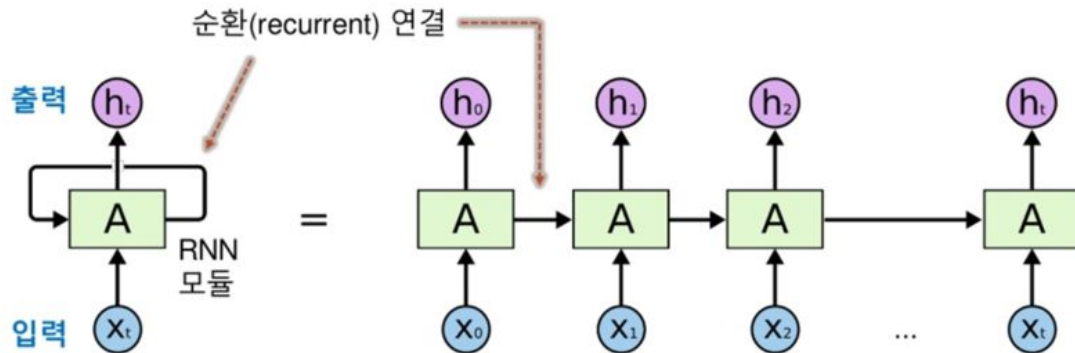 순환(recurrent) 연결
출력 hₜ h₀ h₁ h₂ hₜ
A = A A A A
RNN
모듈
입력 xₜ x₀ x₁ x₂ ... xₜ